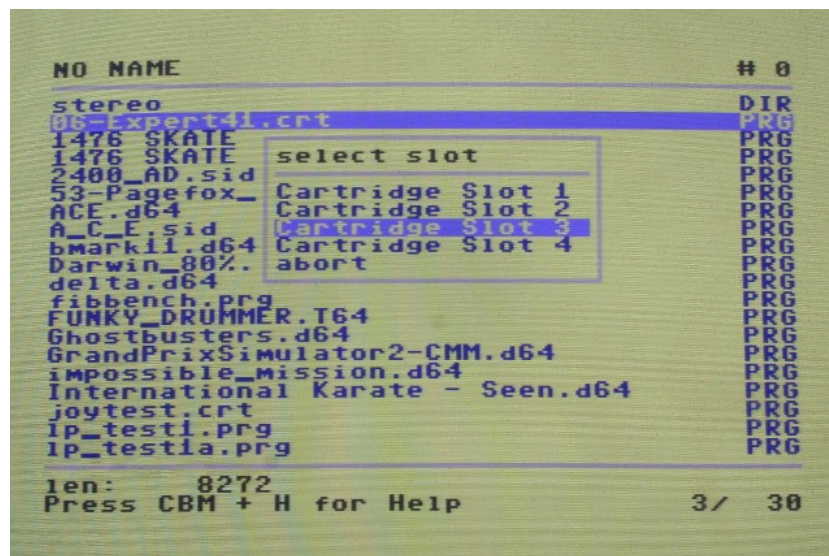 NO NAME # 0
stereo DIR
06-Expert41.crt PRG
1476 SKATE PRG
1476 SKATE PRG
2400_AD.sid PRG
53-Pagefox_ PRG
ACE.d64 PRG
A_C_E.sid PRG
bmark11.d64 PRG
Darwin_80%. PRG
delta.d64 PRG
fibbench.prg PRG
FUNKY_DRUMMER.T64 PRG
Ghostbusters.d64 PRG
GrandPrixSimulator2-CMM.d64 PRG
impossible_mission.d64 PRG
International Karate - Seen.d64 PRG
joytest.crt PRG
lp_test1.prg PRG
lp_test1a.prg PRG
select slot
Cartridge Slot 1
Cartridge Slot 2
Cartridge Slot 3
Cartridge Slot 4
abort
len: 8272
Press CBM + H for Help 3/ 30